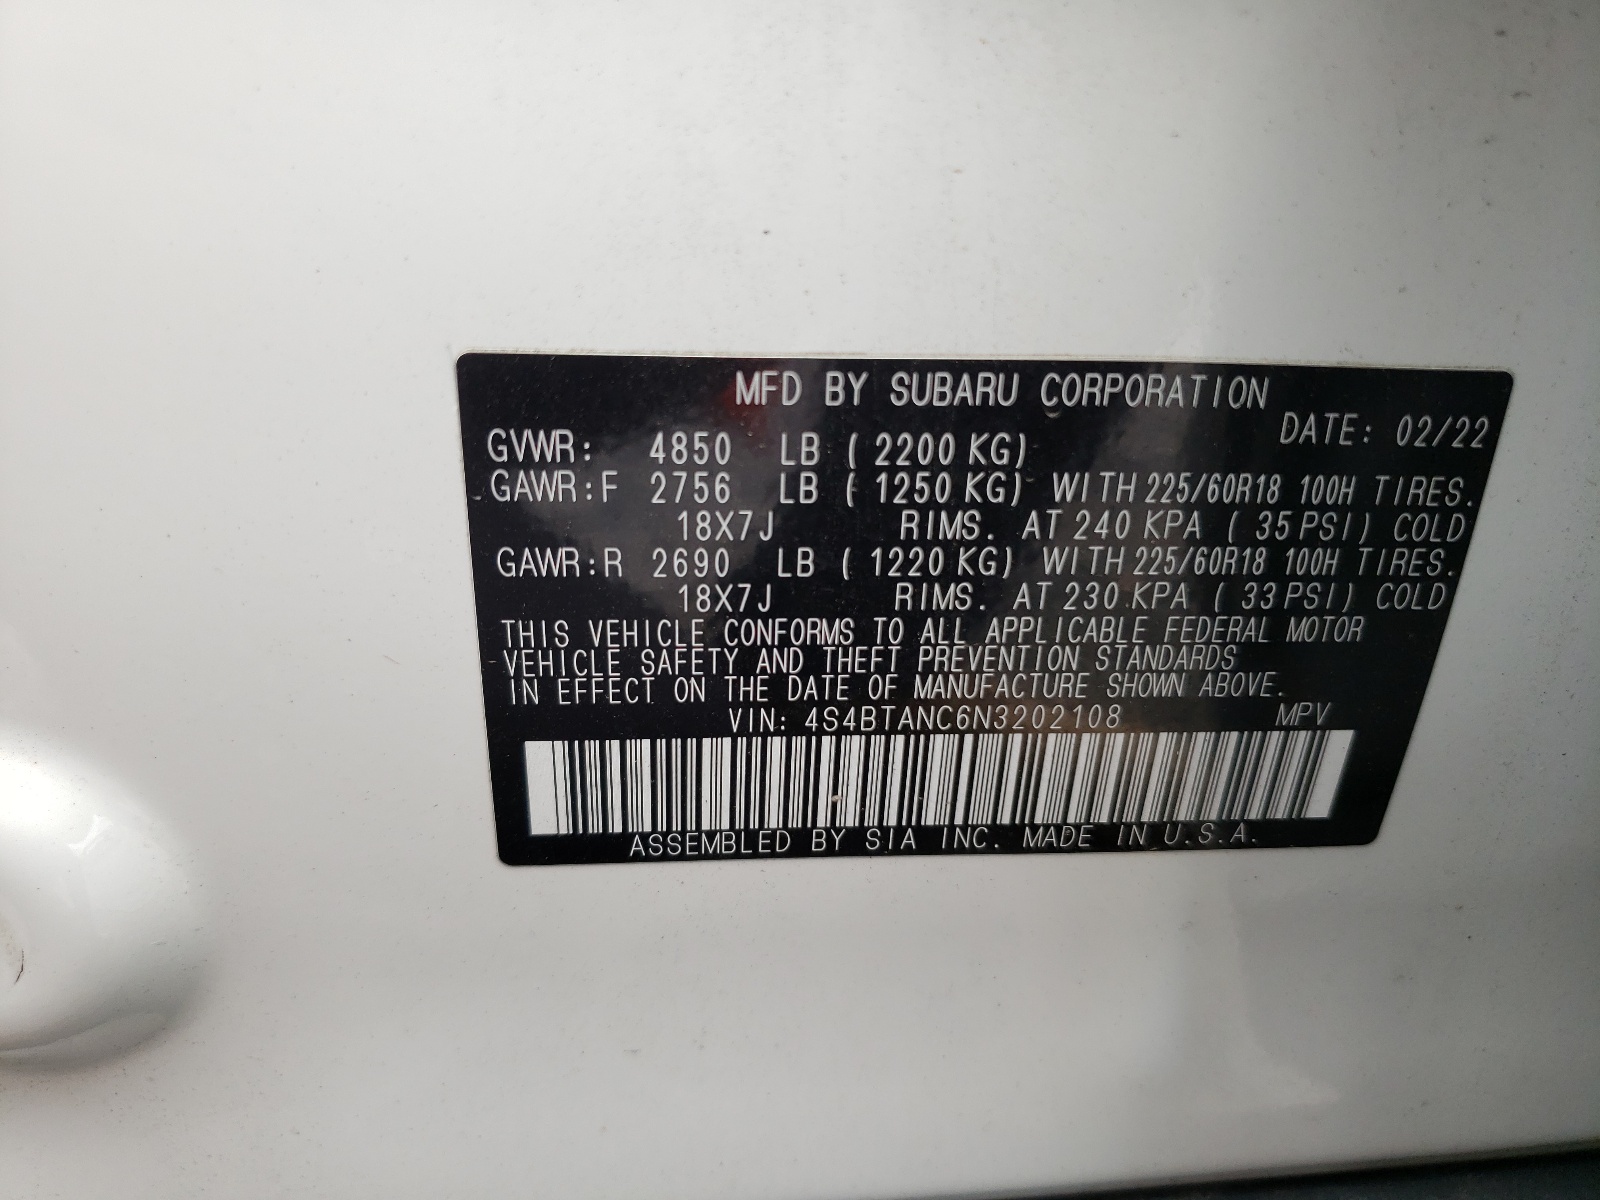 MFD BY SUBARU CORPORATION
DATE: 02/22
GVWR: 4850 LB ( 2200 KG)
GAWR:F 2756 LB ( 1250 KG) WITH 225/60R18 100H TIRES.
18X7J RIMS. AT 240 KPA ( 35 PSI) COLD
GAWR:R 2690 LB ( 1220 KG) WITH 225/60R18 100H TIRES.
18X7J RIMS. AT 230 KPA ( 33 PSI) COLD
THIS VEHICLE CONFORMS TO ALL APPLICABLE FEDERAL MOTOR
VEHICLE SAFETY AND THEFT PREVENTION STANDARDS
IN EFFECT ON THE DATE OF MANUFACTURE SHOWN ABOVE.
VIN: 4S4BTANC6N3202108 MPV
ASSEMBLED BY SIA INC. MADE IN U.S.A.